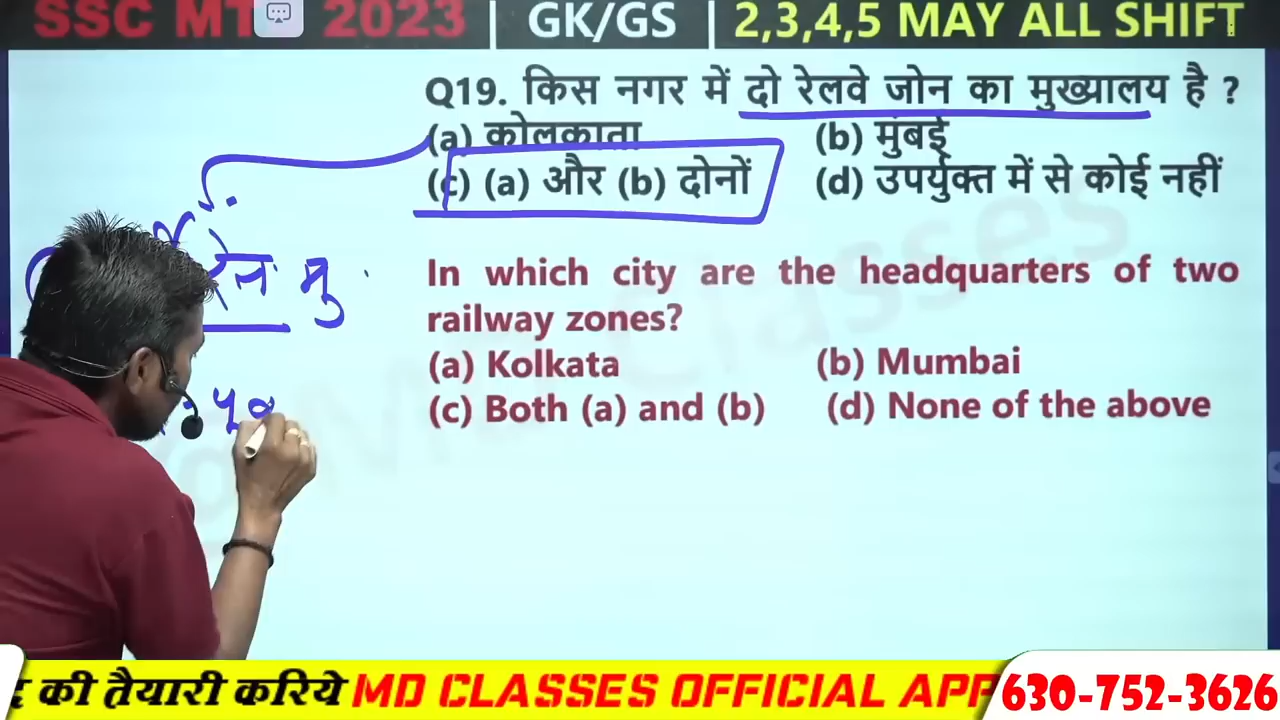 SSC MT 2023 | GK/GS | 2,3,4,5 MAY ALL SHIFT
Q19. किस नगर में दो रेलवे जोन का मुख्यालय है ?
(a) कोलकाता (b) मुंबई
(c) (a) और (b) दोनों (d) उपर्युक्त में से कोई नहीं
In which city are the headquarters of two
railway zones?
(a) Kolkata (b) Mumbai
(c) Both (a) and (b) (d) None of the above
की तैयारी करिये MD CLASSES OFFICIAL APP 630-752-3626